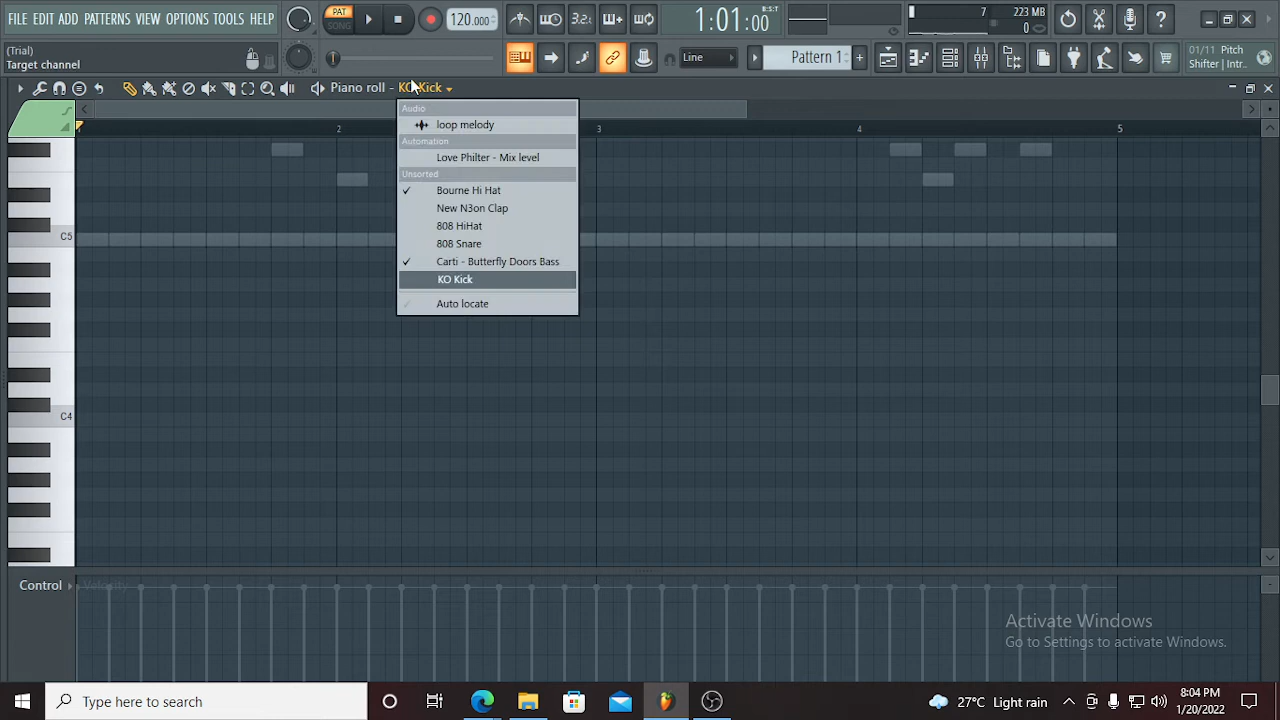 FILE EDIT ADD PATTERNS VIEW OPTIONS TOOLS HELP
PAT
SONG
120.000
3.2
1:01:00
B:S:T
7
223 MB
0
(Trial)
Target channel
Line
Pattern 1
+
01/11: Pitch
Shifter | Intr..
Piano roll - KO Kick
2
3
4
5
Audio
loop melody
Automation
Love Philter - Mix level
Unsorted
Bourne Hi Hat
New N3on Clap
808 HiHat
808 Snare
Carti - Butterfly Doors Bass
KO Kick
Auto locate
C5
C4
Control
Velocity
Activate Windows
Go to Settings to activate Windows.
Type here to search
27°C Light rain
8:04 PM
1/20/2022